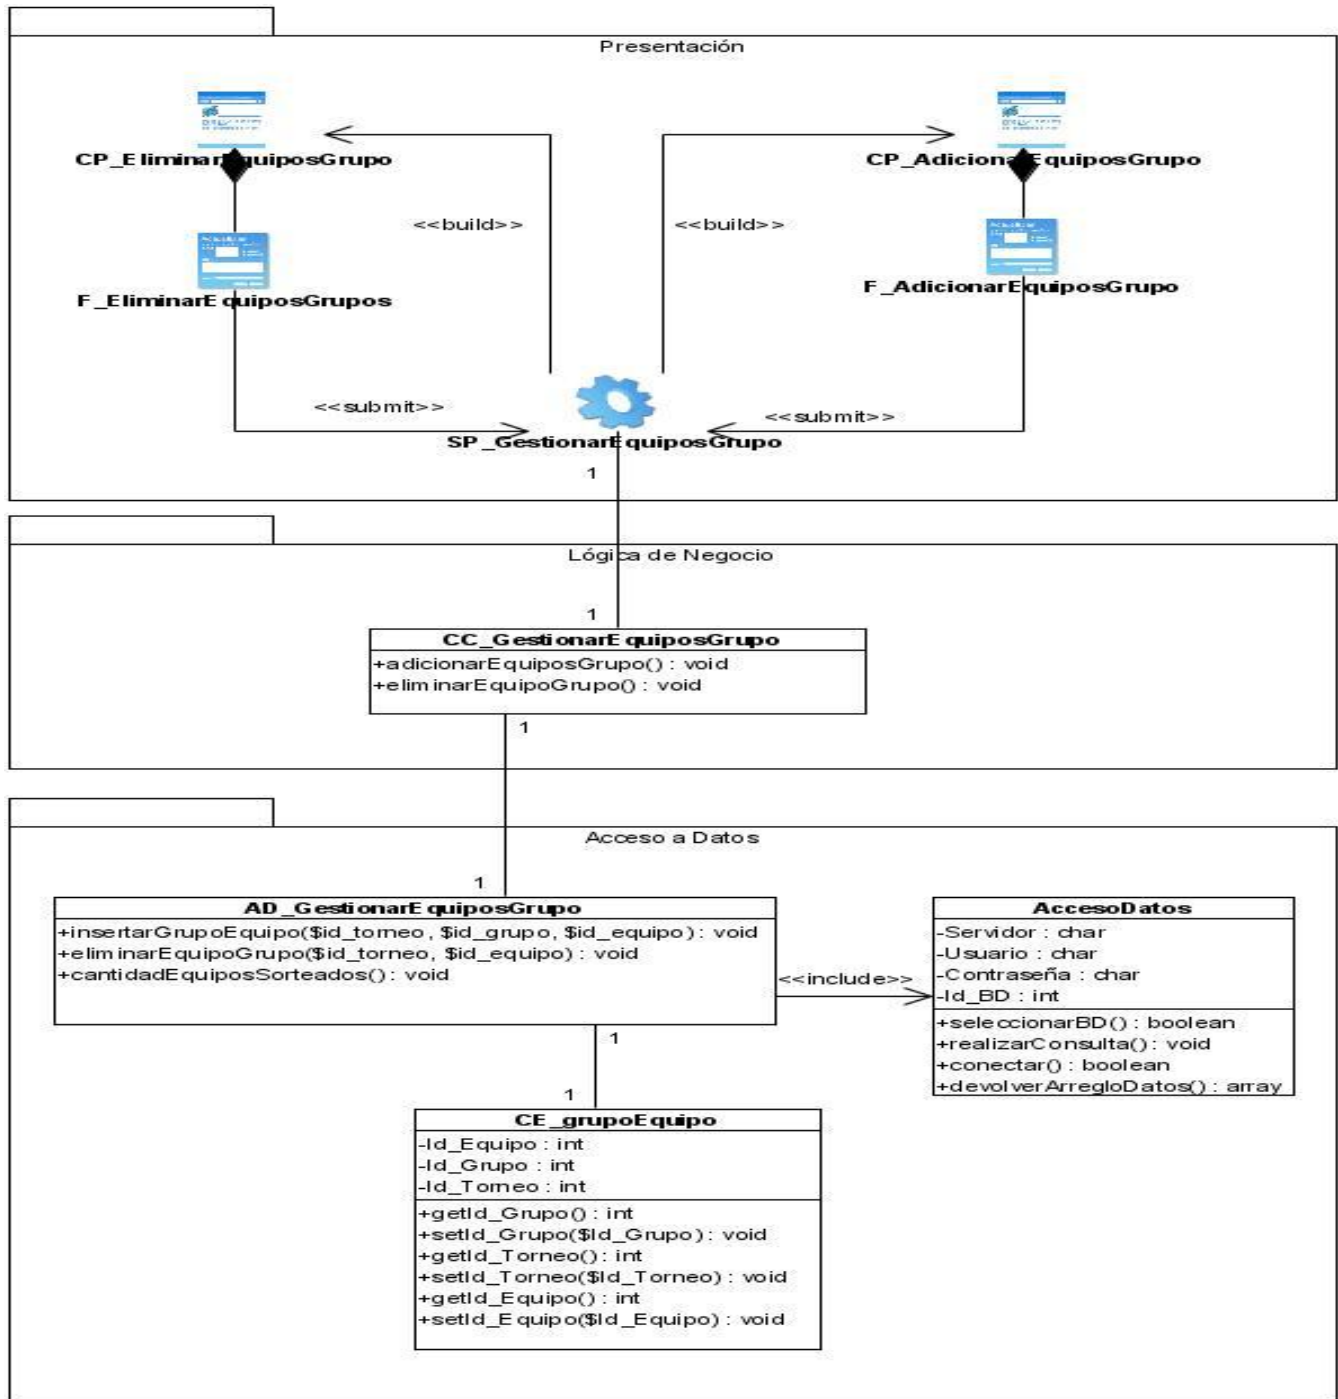 Presentación
CP_EliminarEquiposGrupo
CP_AdicionarEquiposGrupo
<<build>>
<<build>>
F_EliminarEquiposGrupos
F_AdicionarEquiposGrupo
<<submit>>
<<submit>>
SP_GestionarEquiposGrupo
1
Lógica de Negocio
1
CC_GestionarEquiposGrupo
+adicionarEquiposGrupo() : void
+eliminarEquipoGrupo() : void
1
Acceso a Datos
1
AD_GestionarEquiposGrupo
+insertarGrupoEquipo($id_torneo, $id_grupo, $id_equipo) : void
+eliminarEquipoGrupo($id_torneo, $id_equipo) : void
+cantidadEquiposSorteados() : void
<<include>>
AccesoDatos
-Servidor : char
-Usuario : char
-Contraseña : char
-Id_BD : int
+seleccionarBD() : boolean
+realizarConsulta() : void
+conectar() : boolean
+devolverArregloDatos() : array
1
1
CE_grupoEquipo
-Id_Equipo : int
-Id_Grupo : int
-Id_Torneo : int
+getId_Grupo() : int
+setId_Grupo($Id_Grupo) : void
+getId_Torneo() : int
+setId_Torneo($Id_Torneo) : void
+getId_Equipo() : int
+setId_Equipo($Id_Equipo) : void